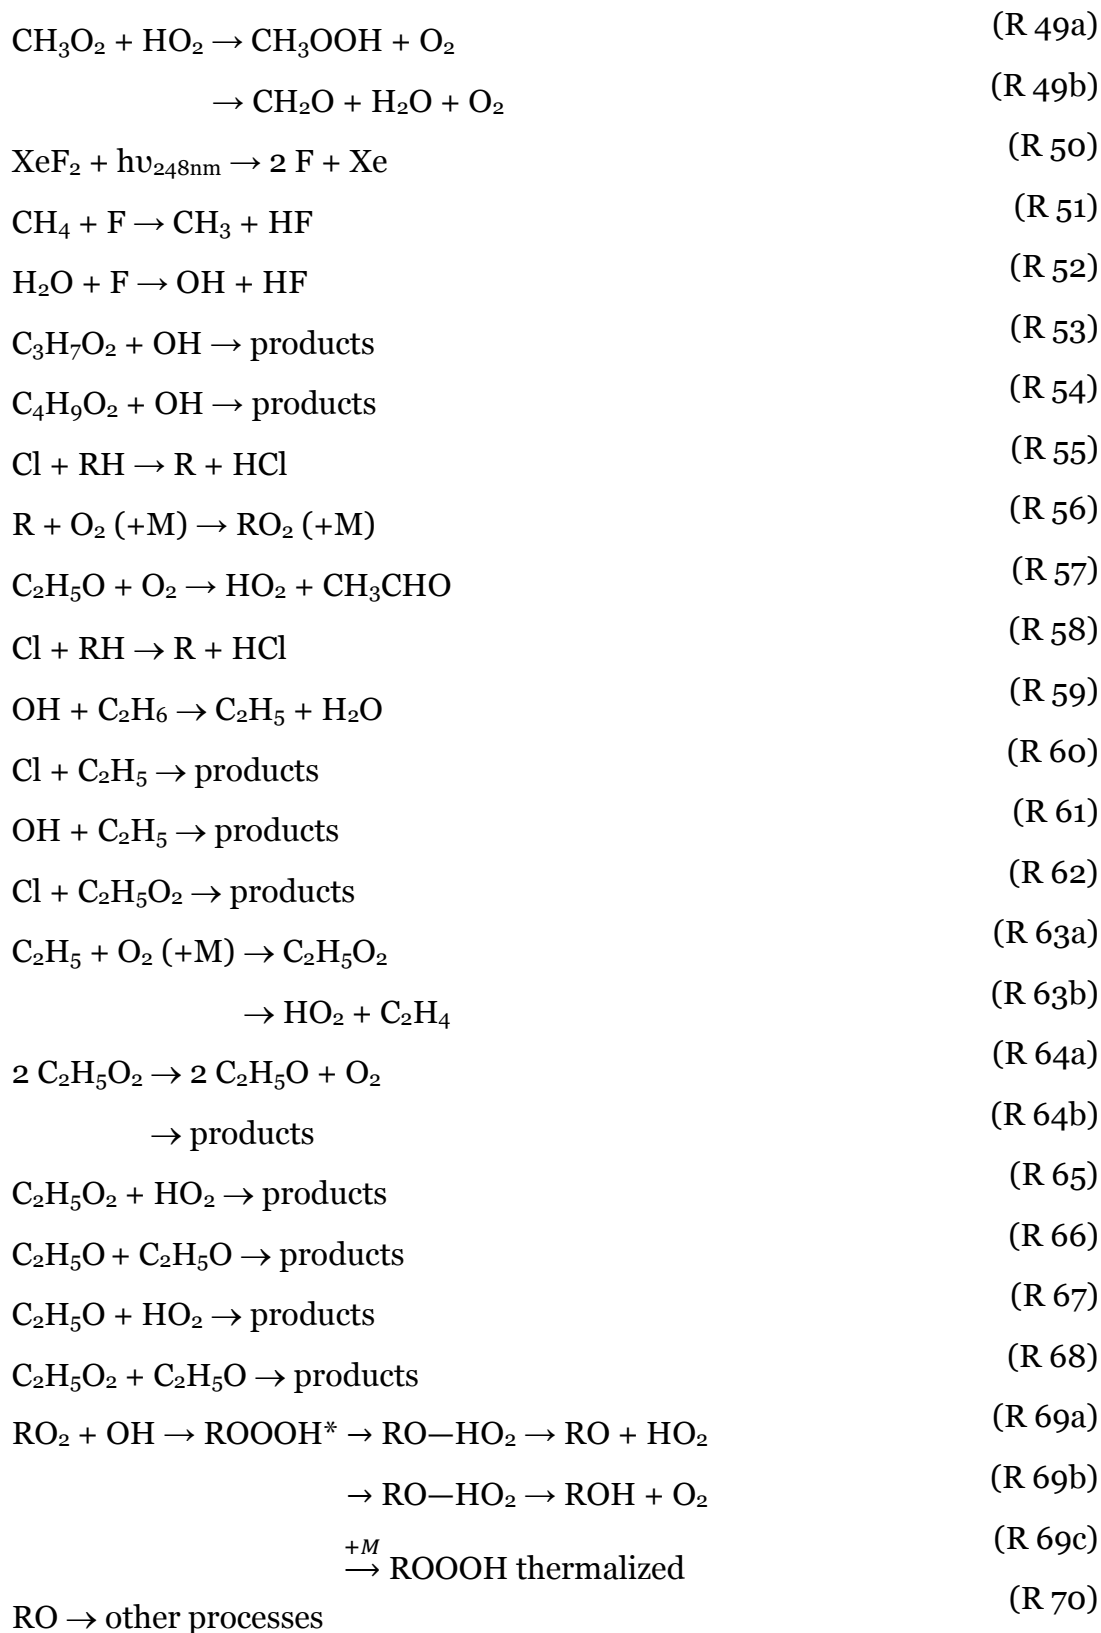 CH₃O₂ + HO₂ → CH₃OOH + O₂ (R 49a)
→ CH₂O + H₂O + O₂ (R 49b)
XeF₂ + hυ₂₄₈ₙₘ → 2 F + Xe (R 50)
CH₄ + F → CH₃ + HF (R 51)
H₂O + F → OH + HF (R 52)
C₃H₇O₂ + OH → products (R 53)
C₄H₉O₂ + OH → products (R 54)
Cl + RH → R + HCl (R 55)
R + O₂ (+M) → RO₂ (+M) (R 56)
C₂H₅O + O₂ → HO₂ + CH₃CHO (R 57)
Cl + RH → R + HCl (R 58)
OH + C₂H₆ → C₂H₅ + H₂O (R 59)
Cl + C₂H₅ → products (R 60)
OH + C₂H₅ → products (R 61)
Cl + C₂H₅O₂ → products (R 62)
C₂H₅ + O₂ (+M) → C₂H₅O₂ (R 63a)
→ HO₂ + C₂H₄ (R 63b)
2 C₂H₅O₂ → 2 C₂H₅O + O₂ (R 64a)
→ products (R 64b)
C₂H₅O₂ + HO₂ → products (R 65)
C₂H₅O + C₂H₅O → products (R 66)
C₂H₅O + HO₂ → products (R 67)
C₂H₅O₂ + C₂H₅O → products (R 68)
RO₂ + OH → ROOOH* → RO—HO₂ → RO + HO₂ (R 69a)
→ RO—HO₂ → ROH + O₂ (R 69b)
+M → ROOOH thermalized (R 69c)
RO → other processes (R 70)